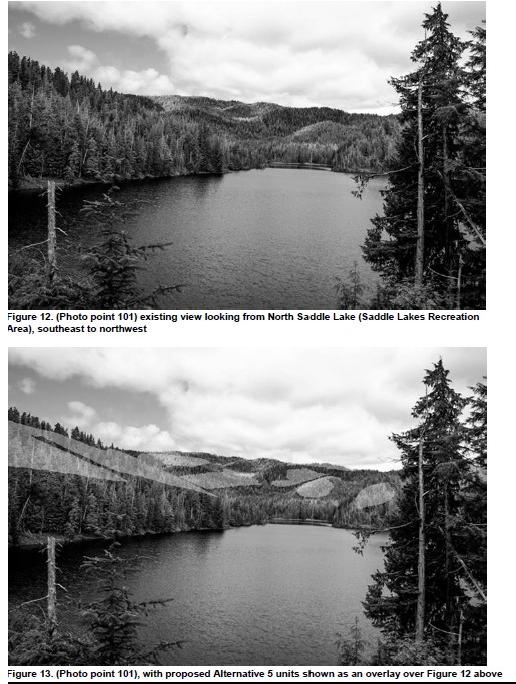 Figure 12. (Photo point 101) existing view looking from North Saddle Lake (Saddle Lakes Recreation
Area), southeast to northwest
Figure 13. (Photo point 101), with proposed Alternative 5 units shown as an overlay over Figure 12 above